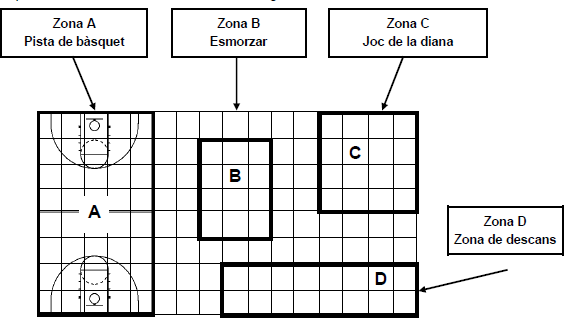 Zona A
Pista de bàsquet
Zona B
Esmorzar
Zona C
Joc de la diana
A
B
C
D
Zona D
Zona de descans